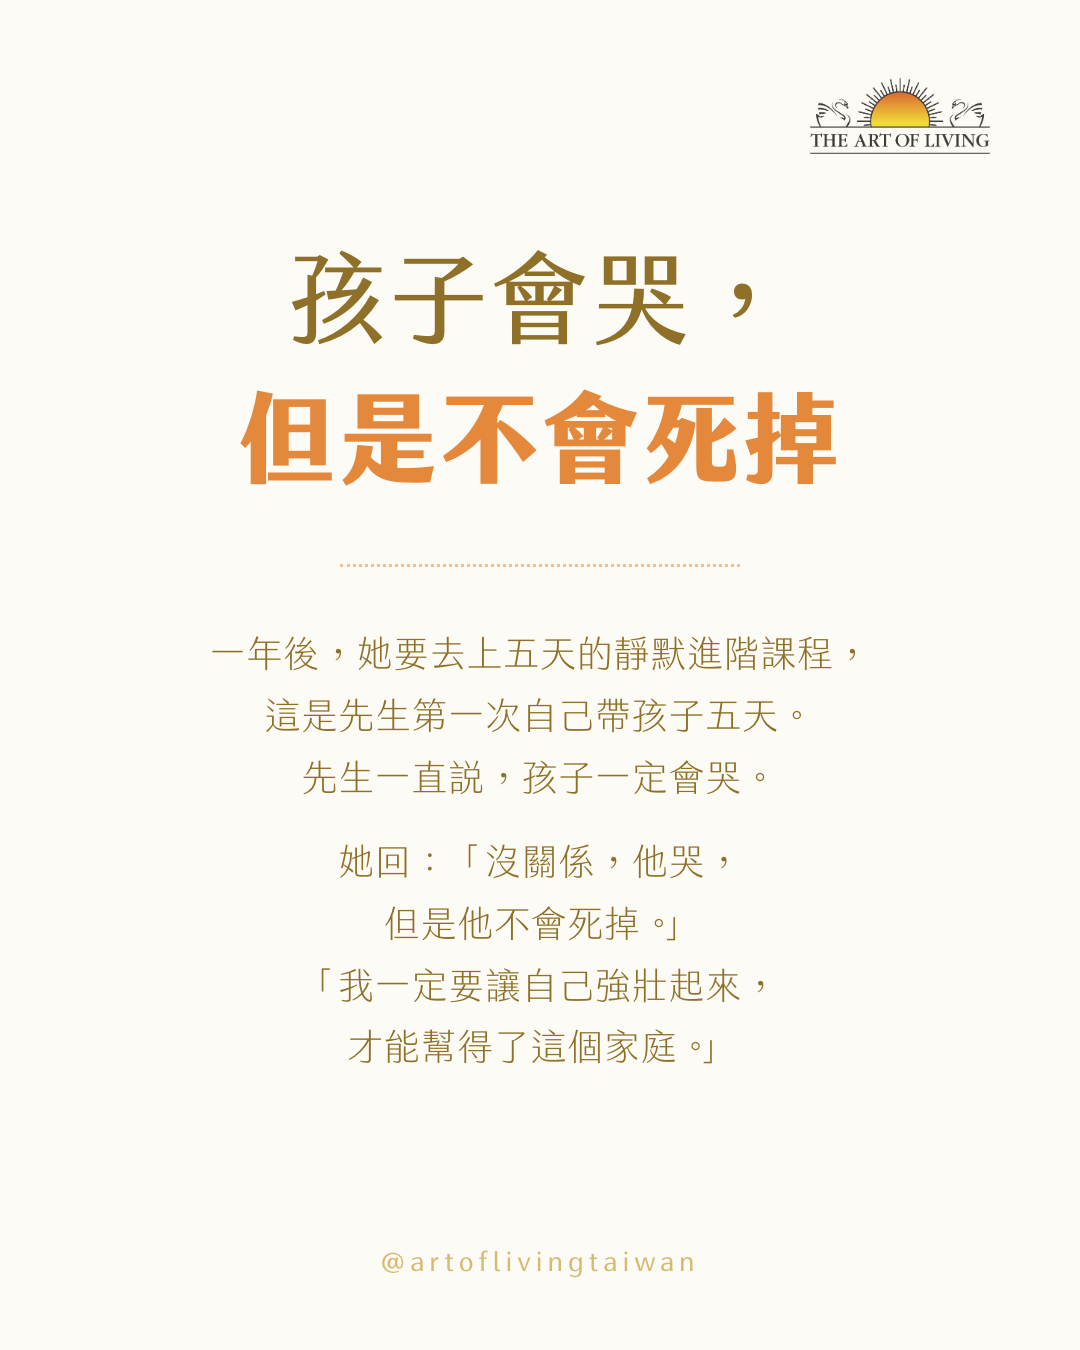 THE ART OF LIVING
孩子會哭，
但是不會死掉
一年後，她要去上五天的靜默進階課程，
這是先生第一次自己帶孩子五天。
先生一直説，孩子一定會哭。
她回：「沒關係，他哭，
但是他不會死掉。」
「我一定要讓自己強壯起來，
才能幫得了這個家庭。」
@artoflivingtaiwan